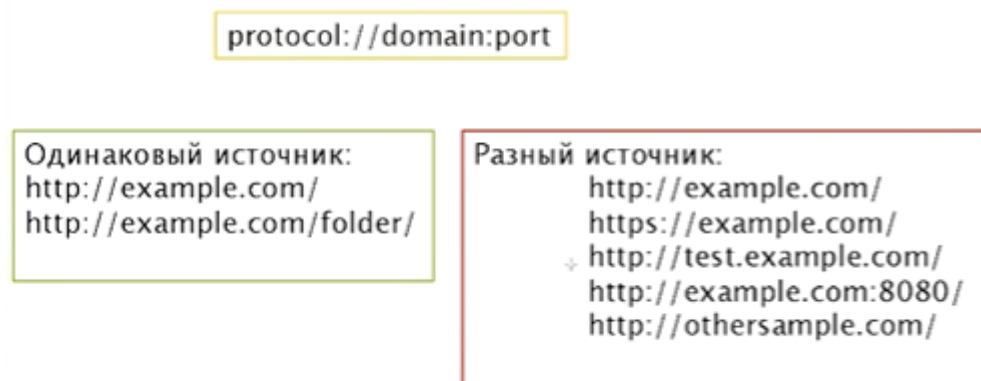 protocol://domain:port
Одинаковый источник:
http://example.com/
http://example.com/folder/
Разный источник:
http://example.com/
https://example.com/
http://test.example.com/
http://example.com:8080/
http://othersample.com/